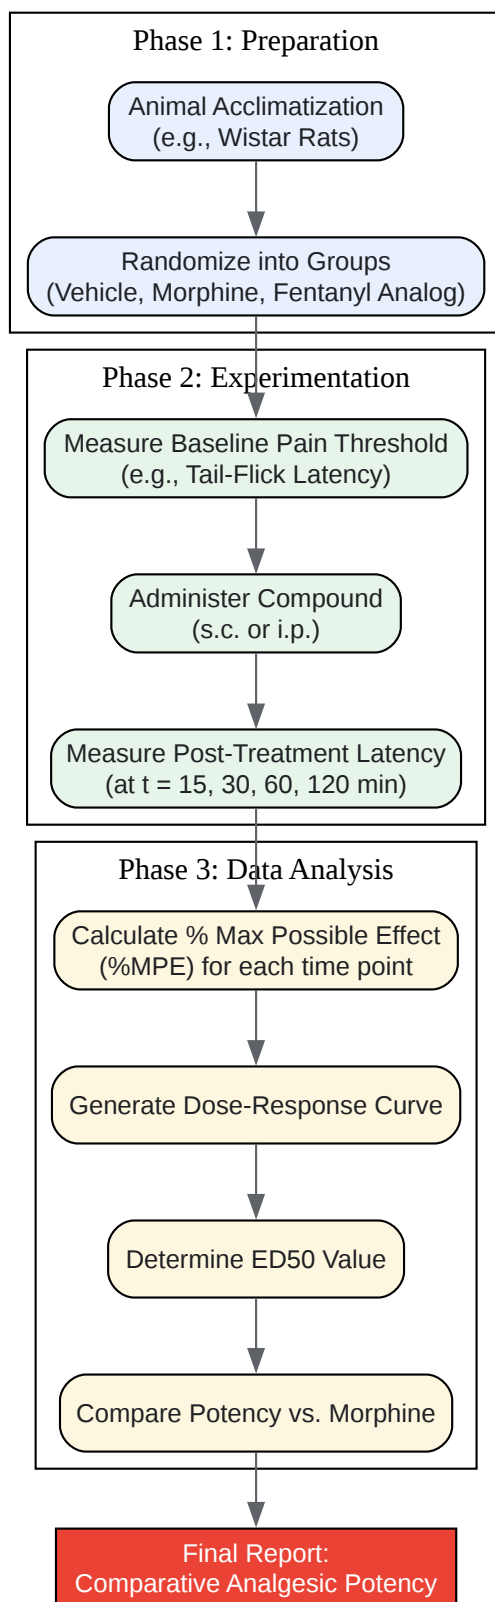 Phase 1: Preparation
Animal Acclimatization
(e.g., Wistar Rats)
Randomize into Groups
(Vehicle, Morphine, Fentanyl Analog)
Phase 2: Experimentation
Measure Baseline Pain Threshold
(e.g., Tail-Flick Latency)
Administer Compound
(s.c. or i.p.)
Measure Post-Treatment Latency
(at t = 15, 30, 60, 120 min)
Phase 3: Data Analysis
Calculate % Max Possible Effect
(%MPE) for each time point
Generate Dose-Response Curve
Determine ED50 Value
Compare Potency vs. Morphine
Final Report:
Comparative Analgesic Potency